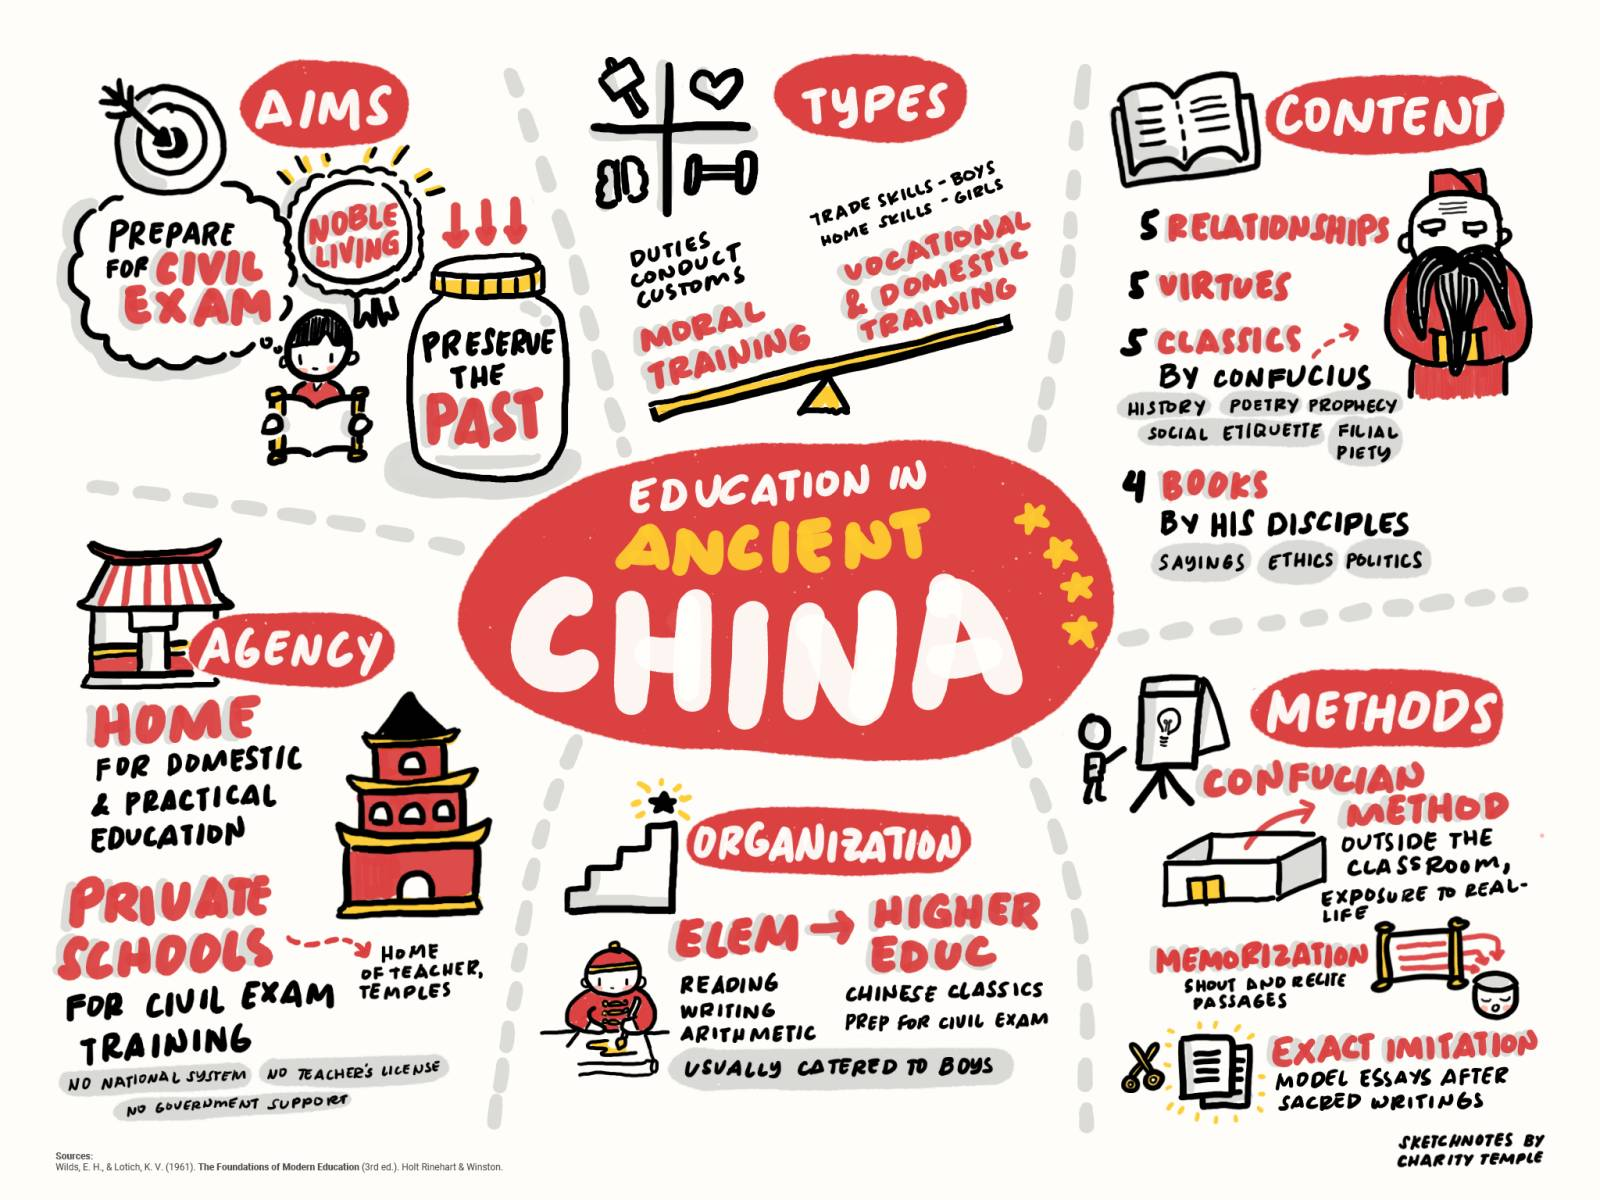 AIMS
PREPARE
FOR CIVIL
EXAM
NOBLE
LIVING
PRESERVE
THE
PAST
TYPES
DUTIES
CONDUCT
CUSTOMS
MORAL
TRAINING
TRADE SKILLS - BOYS
HOME SKILLS - GIRLS
VOCATIONAL
& DOMESTIC
TRAINING
CONTENT
5 RELATIONSHIPS
5 VIRTUES
5 CLASSICS
BY CONFUCIUS
HISTORY POETRY PROPHECY
SOCIAL ETIQUETTE FILIAL
PIETY
4 BOOKS
BY HIS DISCIPLES
SAYINGS ETHICS POLITICS
EDUCATION IN
ANCIENT
CHINA
AGENCY
HOME
FOR DOMESTIC
& PRACTICAL
EDUCATION
PRIVATE
SCHOOLS
HOME
OF TEACHER,
TEMPLES
FOR CIVIL EXAM
TRAINING
NO NATIONAL SYSTEM NO TEACHER'S LICENSE
NO GOVERNMENT SUPPORT
ORGANIZATION
ELEM → HIGHER
EDUC
READING
WRITING
ARITHMETIC
CHINESE CLASSICS
PREP FOR CIVIL EXAM
USUALLY CATERED TO BOYS
METHODS
CONFUCIAN
METHOD
OUTSIDE THE
CLASSROOM,
EXPOSURE TO REAL-
LIFE
MEMORIZATION
SHOUT AND RECITE
PASSAGES
EXACT IMITATION
MODEL ESSAYS AFTER
SACRED WRITINGS
SKETCHNOTES BY
CHARITY TEMPLE
Sources:
Wilds, E. H., & Lotich, K. V. (1961). The Foundations of Modern Education (3rd ed.). Holt Rinehart & Winston.